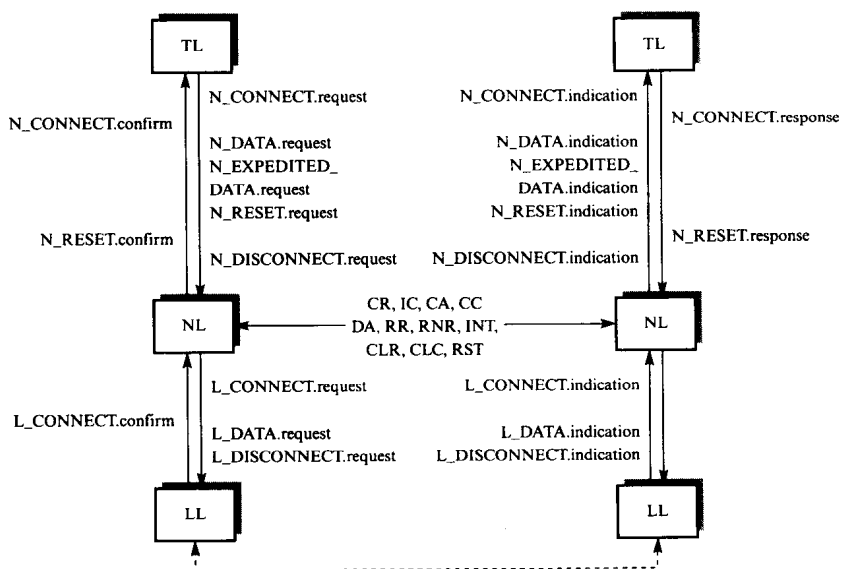 TL
TL
N_CONNECT.request
N_CONNECT.confirm
N_DATA.request
N_EXPEDITED_
DATA.request
N_RESET.request
N_RESET.confirm
N_DISCONNECT.request
N_CONNECT.indication
N_CONNECT.response
N_DATA.indication
N_EXPEDITED_
DATA.indication
N_RESET.indication
N_RESET.response
N_DISCONNECT.indication
NL
CR, IC, CA, CC
DA, RR, RNR, INT,
CLR, CLC, RST
NL
L_CONNECT.request
L_CONNECT.confirm
L_DATA.request
L_DISCONNECT.request
L_CONNECT.indication
L_DATA.indication
L_DISCONNECT.indication
LL
LL